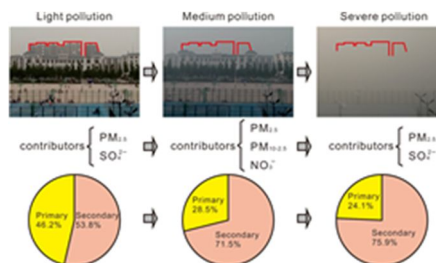 Light pollution
Medium pollution
Severe pollution
contributors { PM2.5
SO₄²⁻
contributors { PM2.5
PM10-2.5
NO₃⁻
contributors { PM2.5
SO₄²⁻
Primary
46.2%
Secondary
53.8%
Primary
28.5%
Secondary
71.5%
Primary
24.1%
Secondary
75.9%